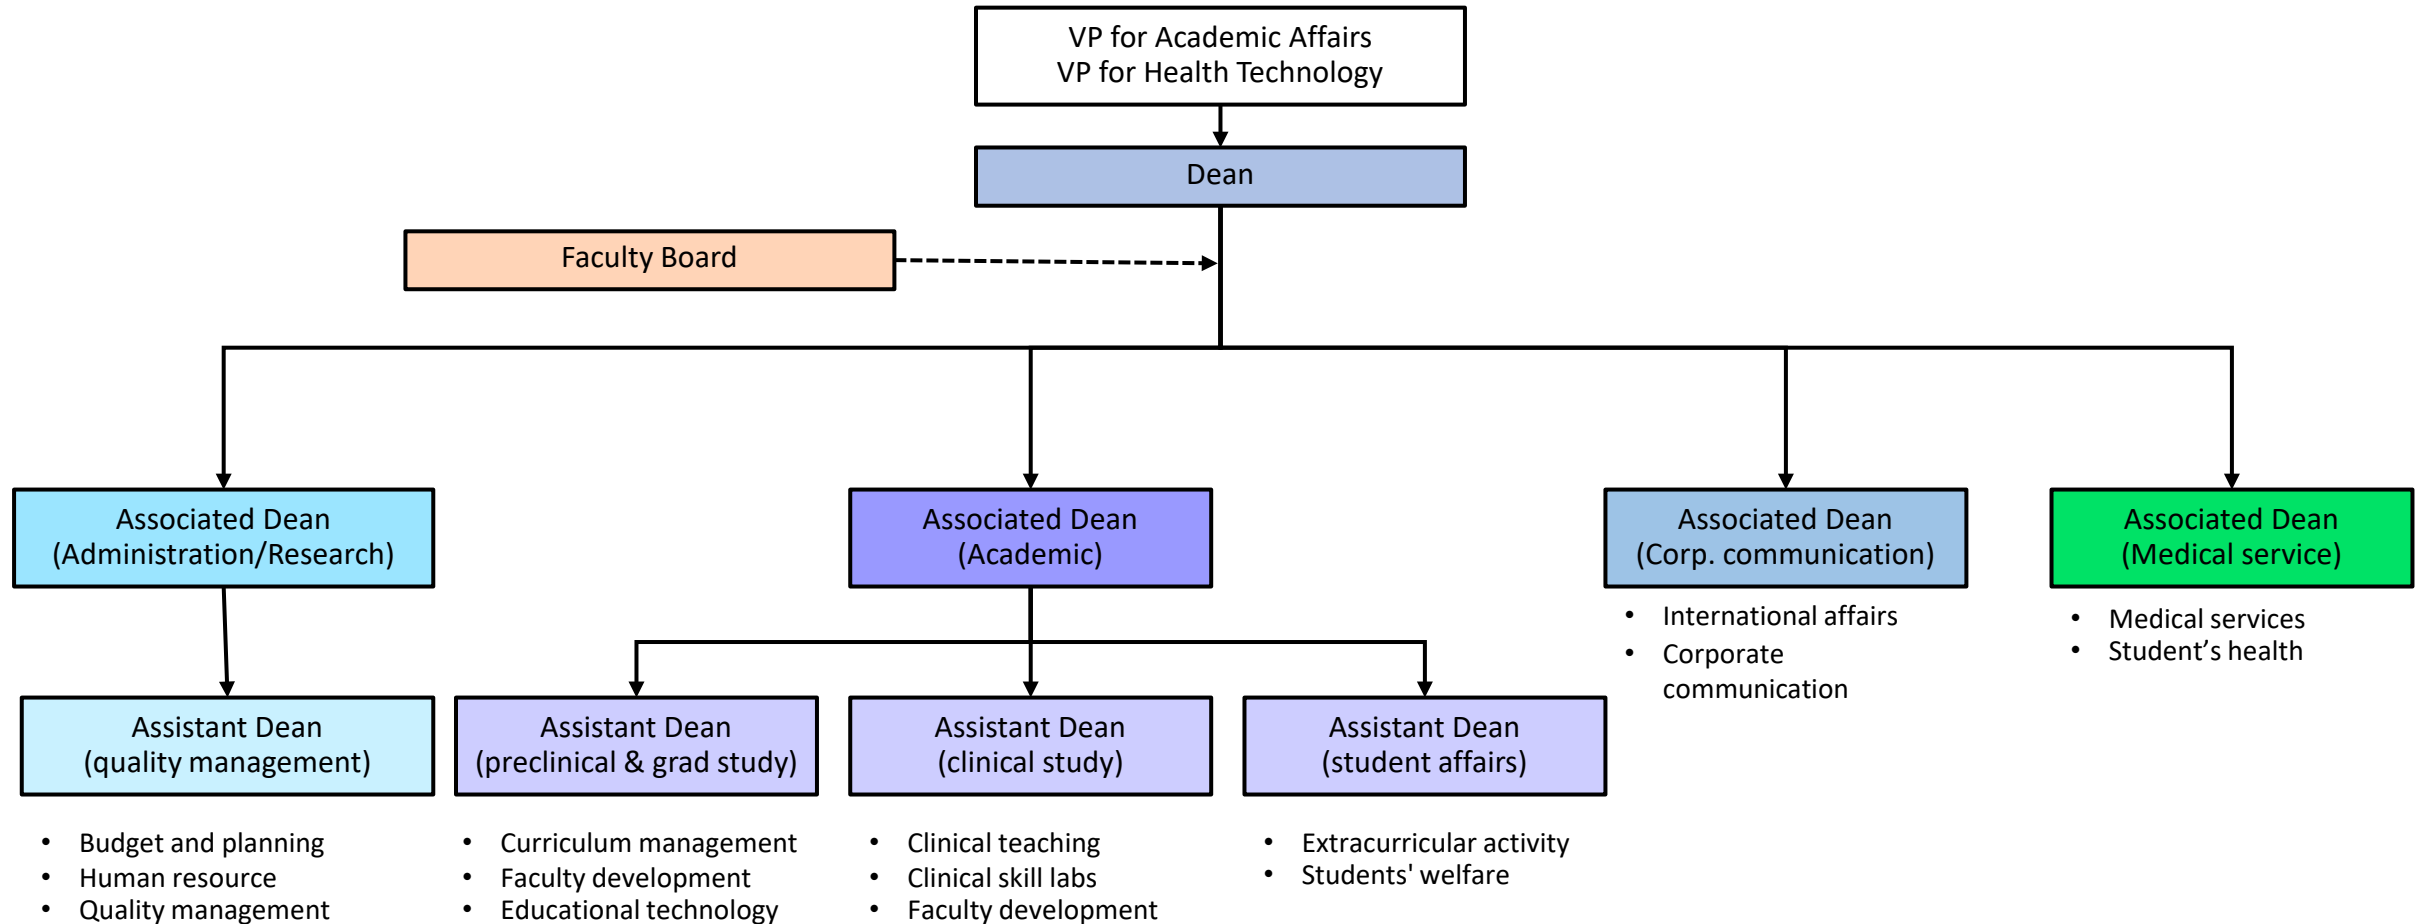 VP for Academic Affairs
VP for Health Technology
Dean
Faculty Board
Associated Dean
(Administration/Research)
Associated Dean
(Academic)
Associated Dean
(Corp. communication)
Associated Dean
(Medical service)
• International affairs
• Corporate
communication
• Medical services
• Student’s health
Assistant Dean
(quality management)
Assistant Dean
(preclinical & grad study)
Assistant Dean
(clinical study)
Assistant Dean
(student affairs)
• Budget and planning
• Human resource
• Quality management
• Curriculum management
• Faculty development
• Educational technology
• Clinical teaching
• Clinical skill labs
• Faculty development
• Extracurricular activity
• Students' welfare